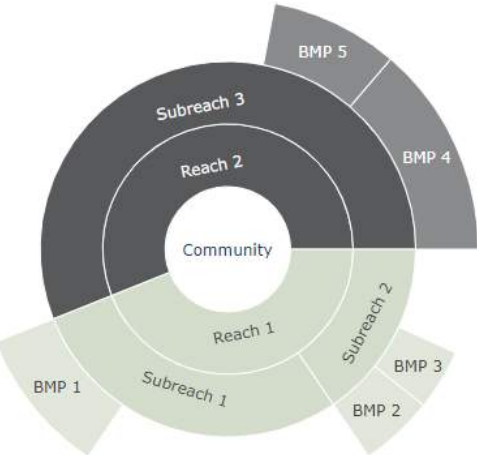 BMP 5
Subreach 3
BMP 4
Reach 2
Community
Reach 1
Subreach 2
BMP 3
BMP 1
Subreach 1
BMP 2